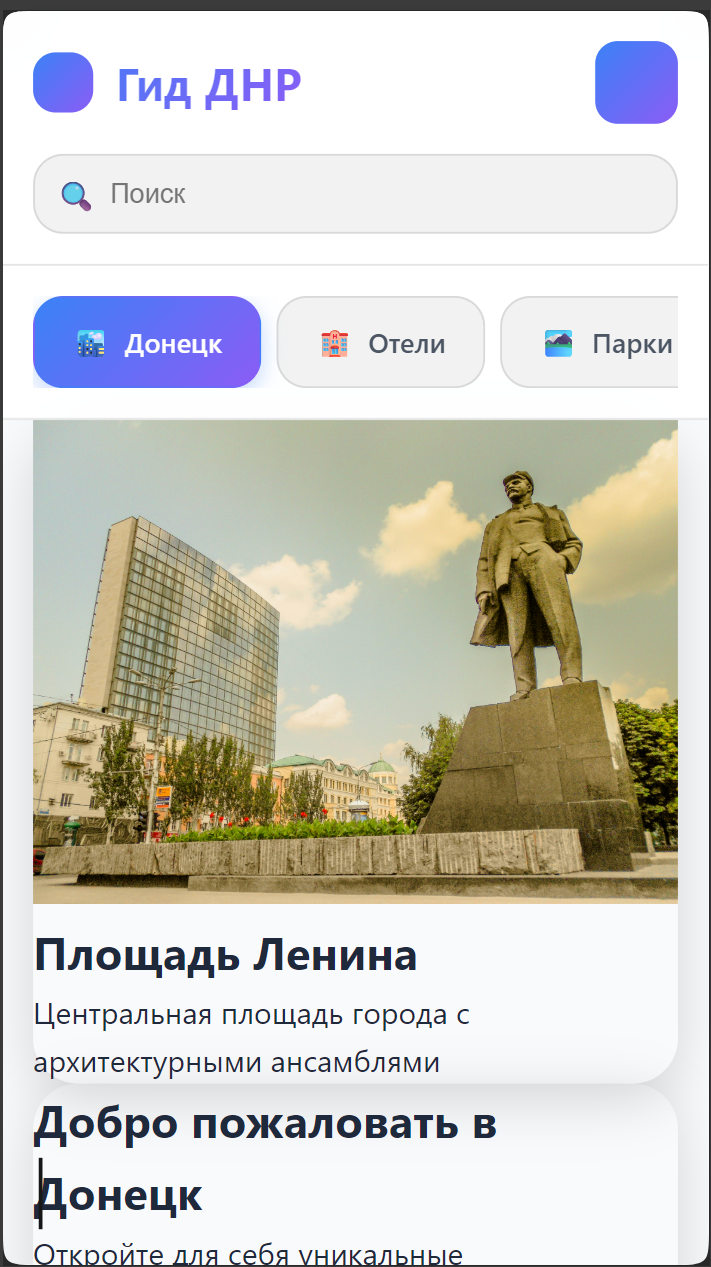 Гид ДНР
Поиск
Донецк
Отели
Парки
Площадь Ленина
Центральная площадь города с
архитектурными ансамблями
Добро пожаловать в
Донецк
Откройте для себя уникальные